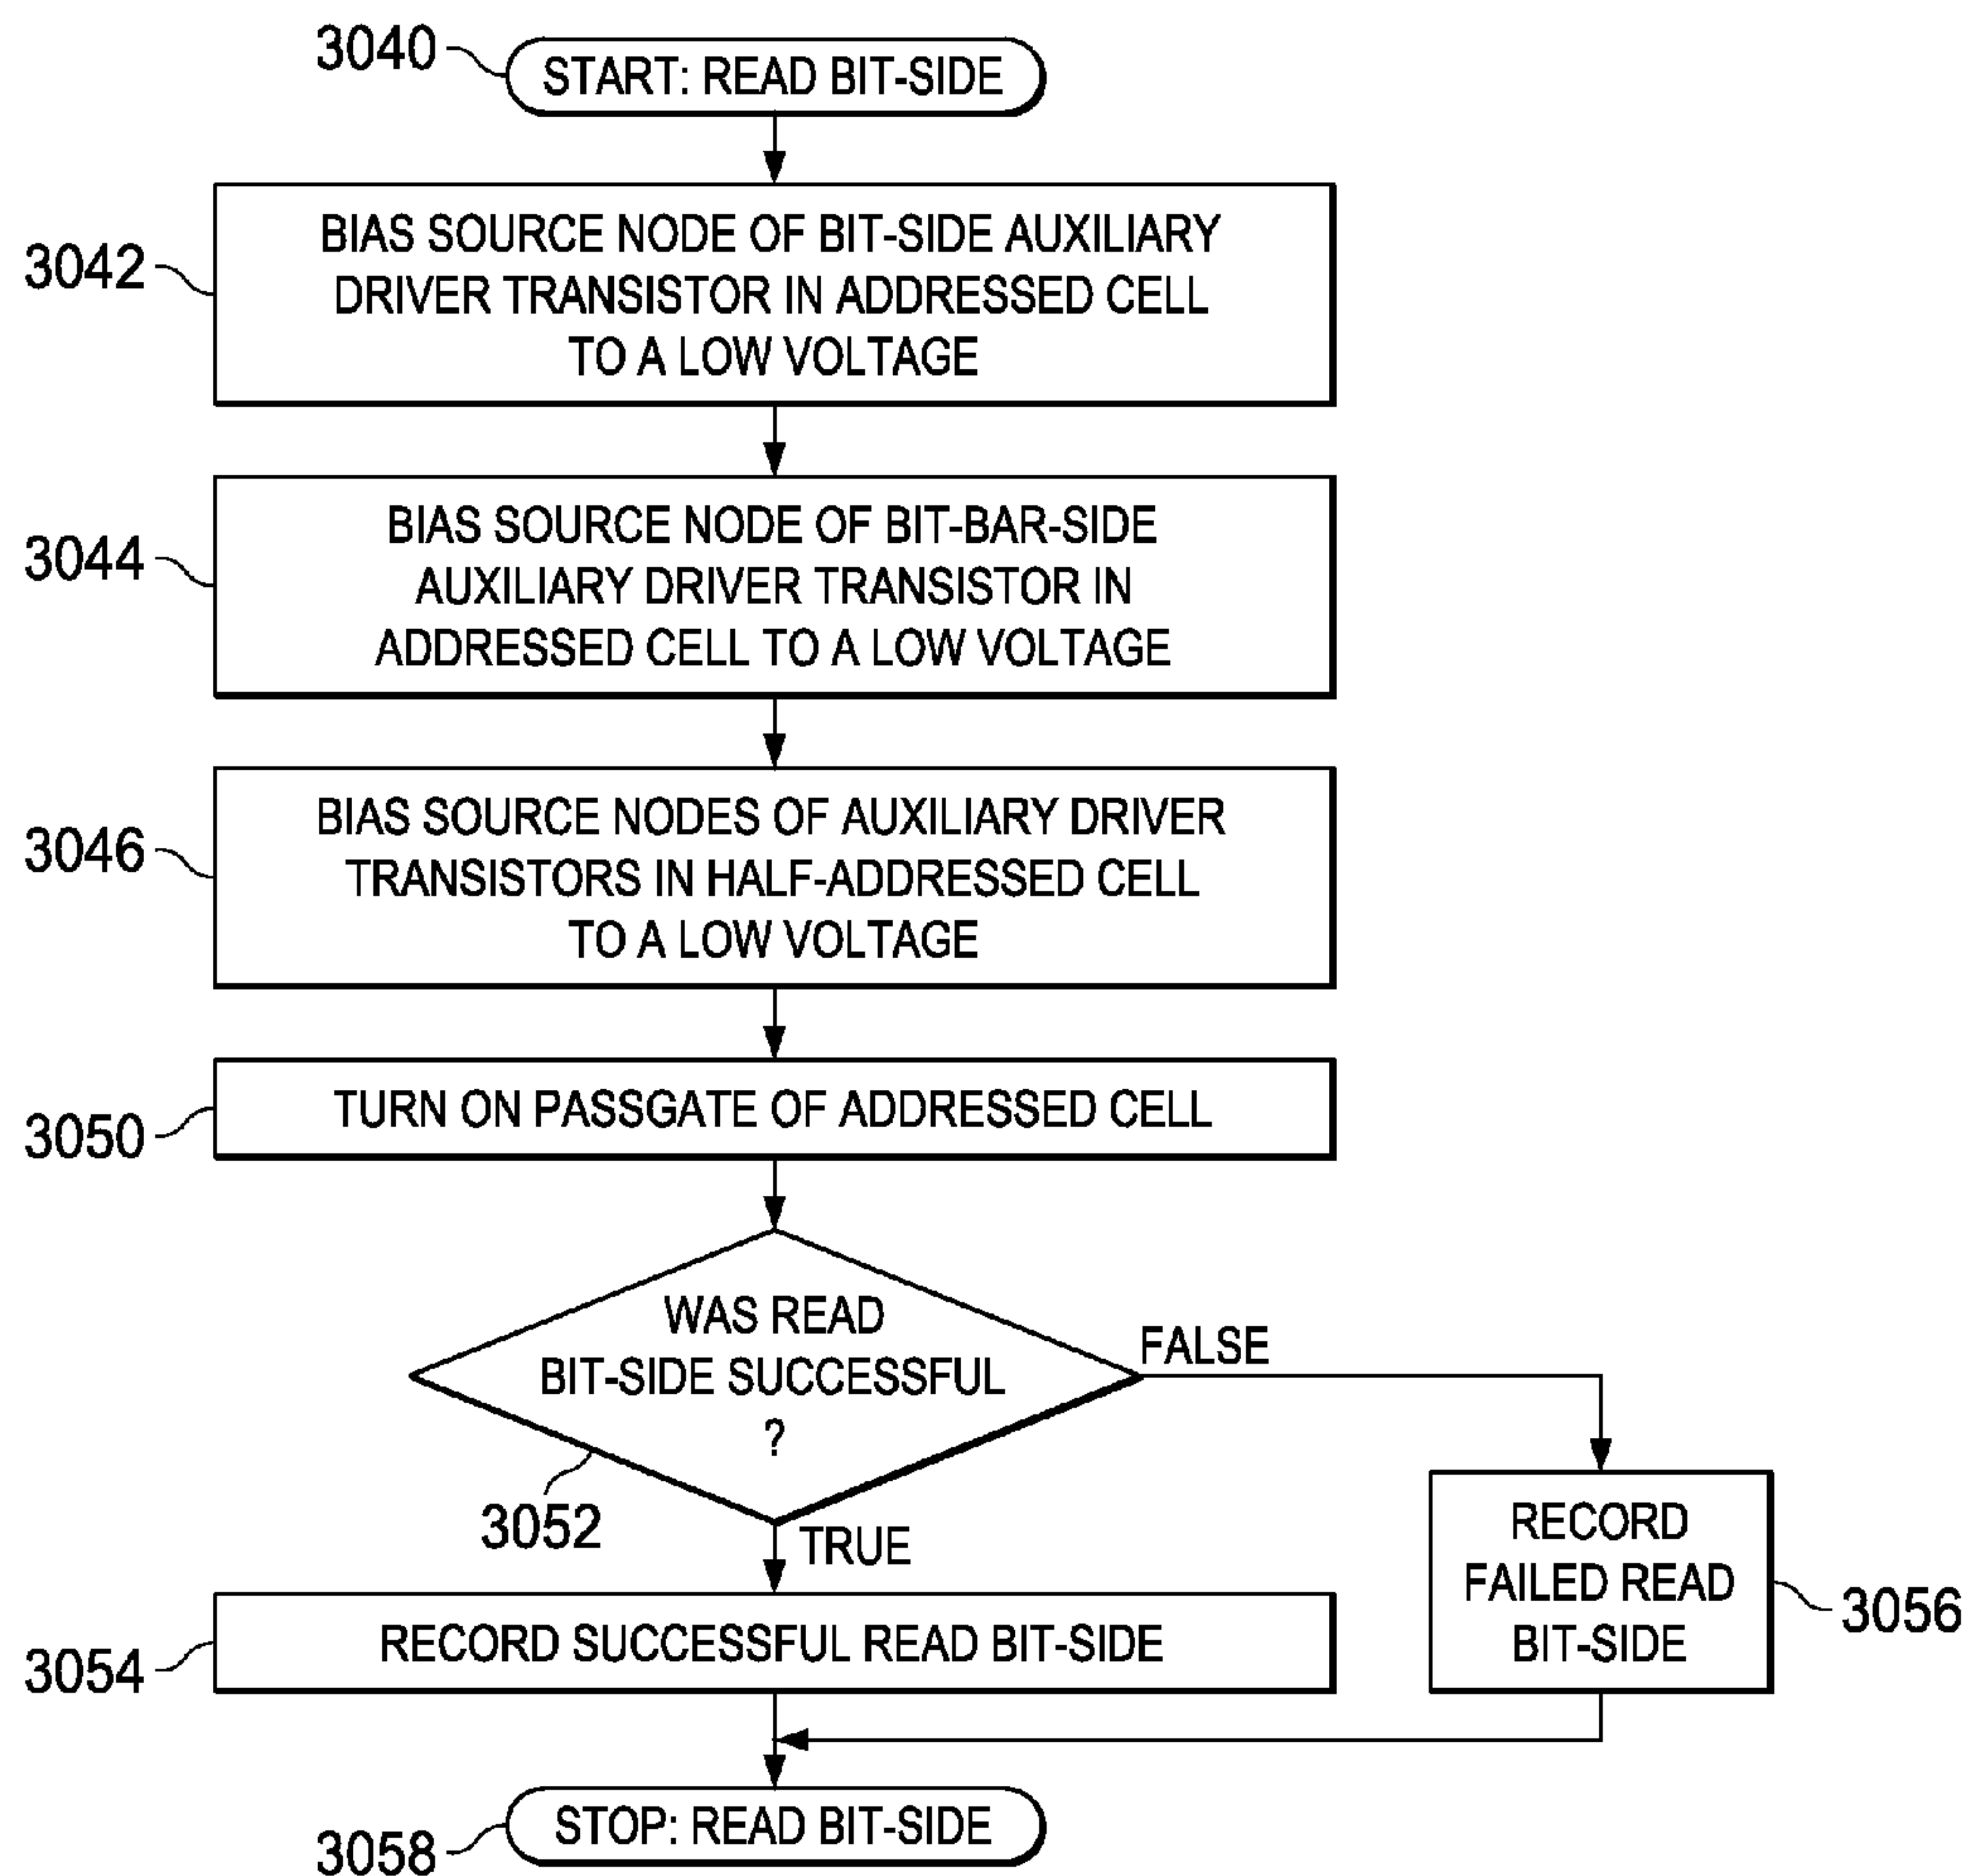 3040
START: READ BIT-SIDE
3042
BIAS SOURCE NODE OF BIT-SIDE AUXILIARY
DRIVER TRANSISTOR IN ADDRESSED CELL
TO A LOW VOLTAGE
3044
BIAS SOURCE NODE OF BIT-BAR-SIDE
AUXILIARY DRIVER TRANSISTOR IN
ADDRESSED CELL TO A LOW VOLTAGE
3046
BIAS SOURCE NODES OF AUXILIARY DRIVER
TRANSISTORS IN HALF-ADDRESSED CELL
TO A LOW VOLTAGE
3050
TURN ON PASSGATE OF ADDRESSED CELL
WAS READ
BIT-SIDE SUCCESSFUL
?
FALSE
3052
TRUE
RECORD
FAILED READ
BIT-SIDE
3056
3054
RECORD SUCCESSFUL READ BIT-SIDE
3058
STOP: READ BIT-SIDE